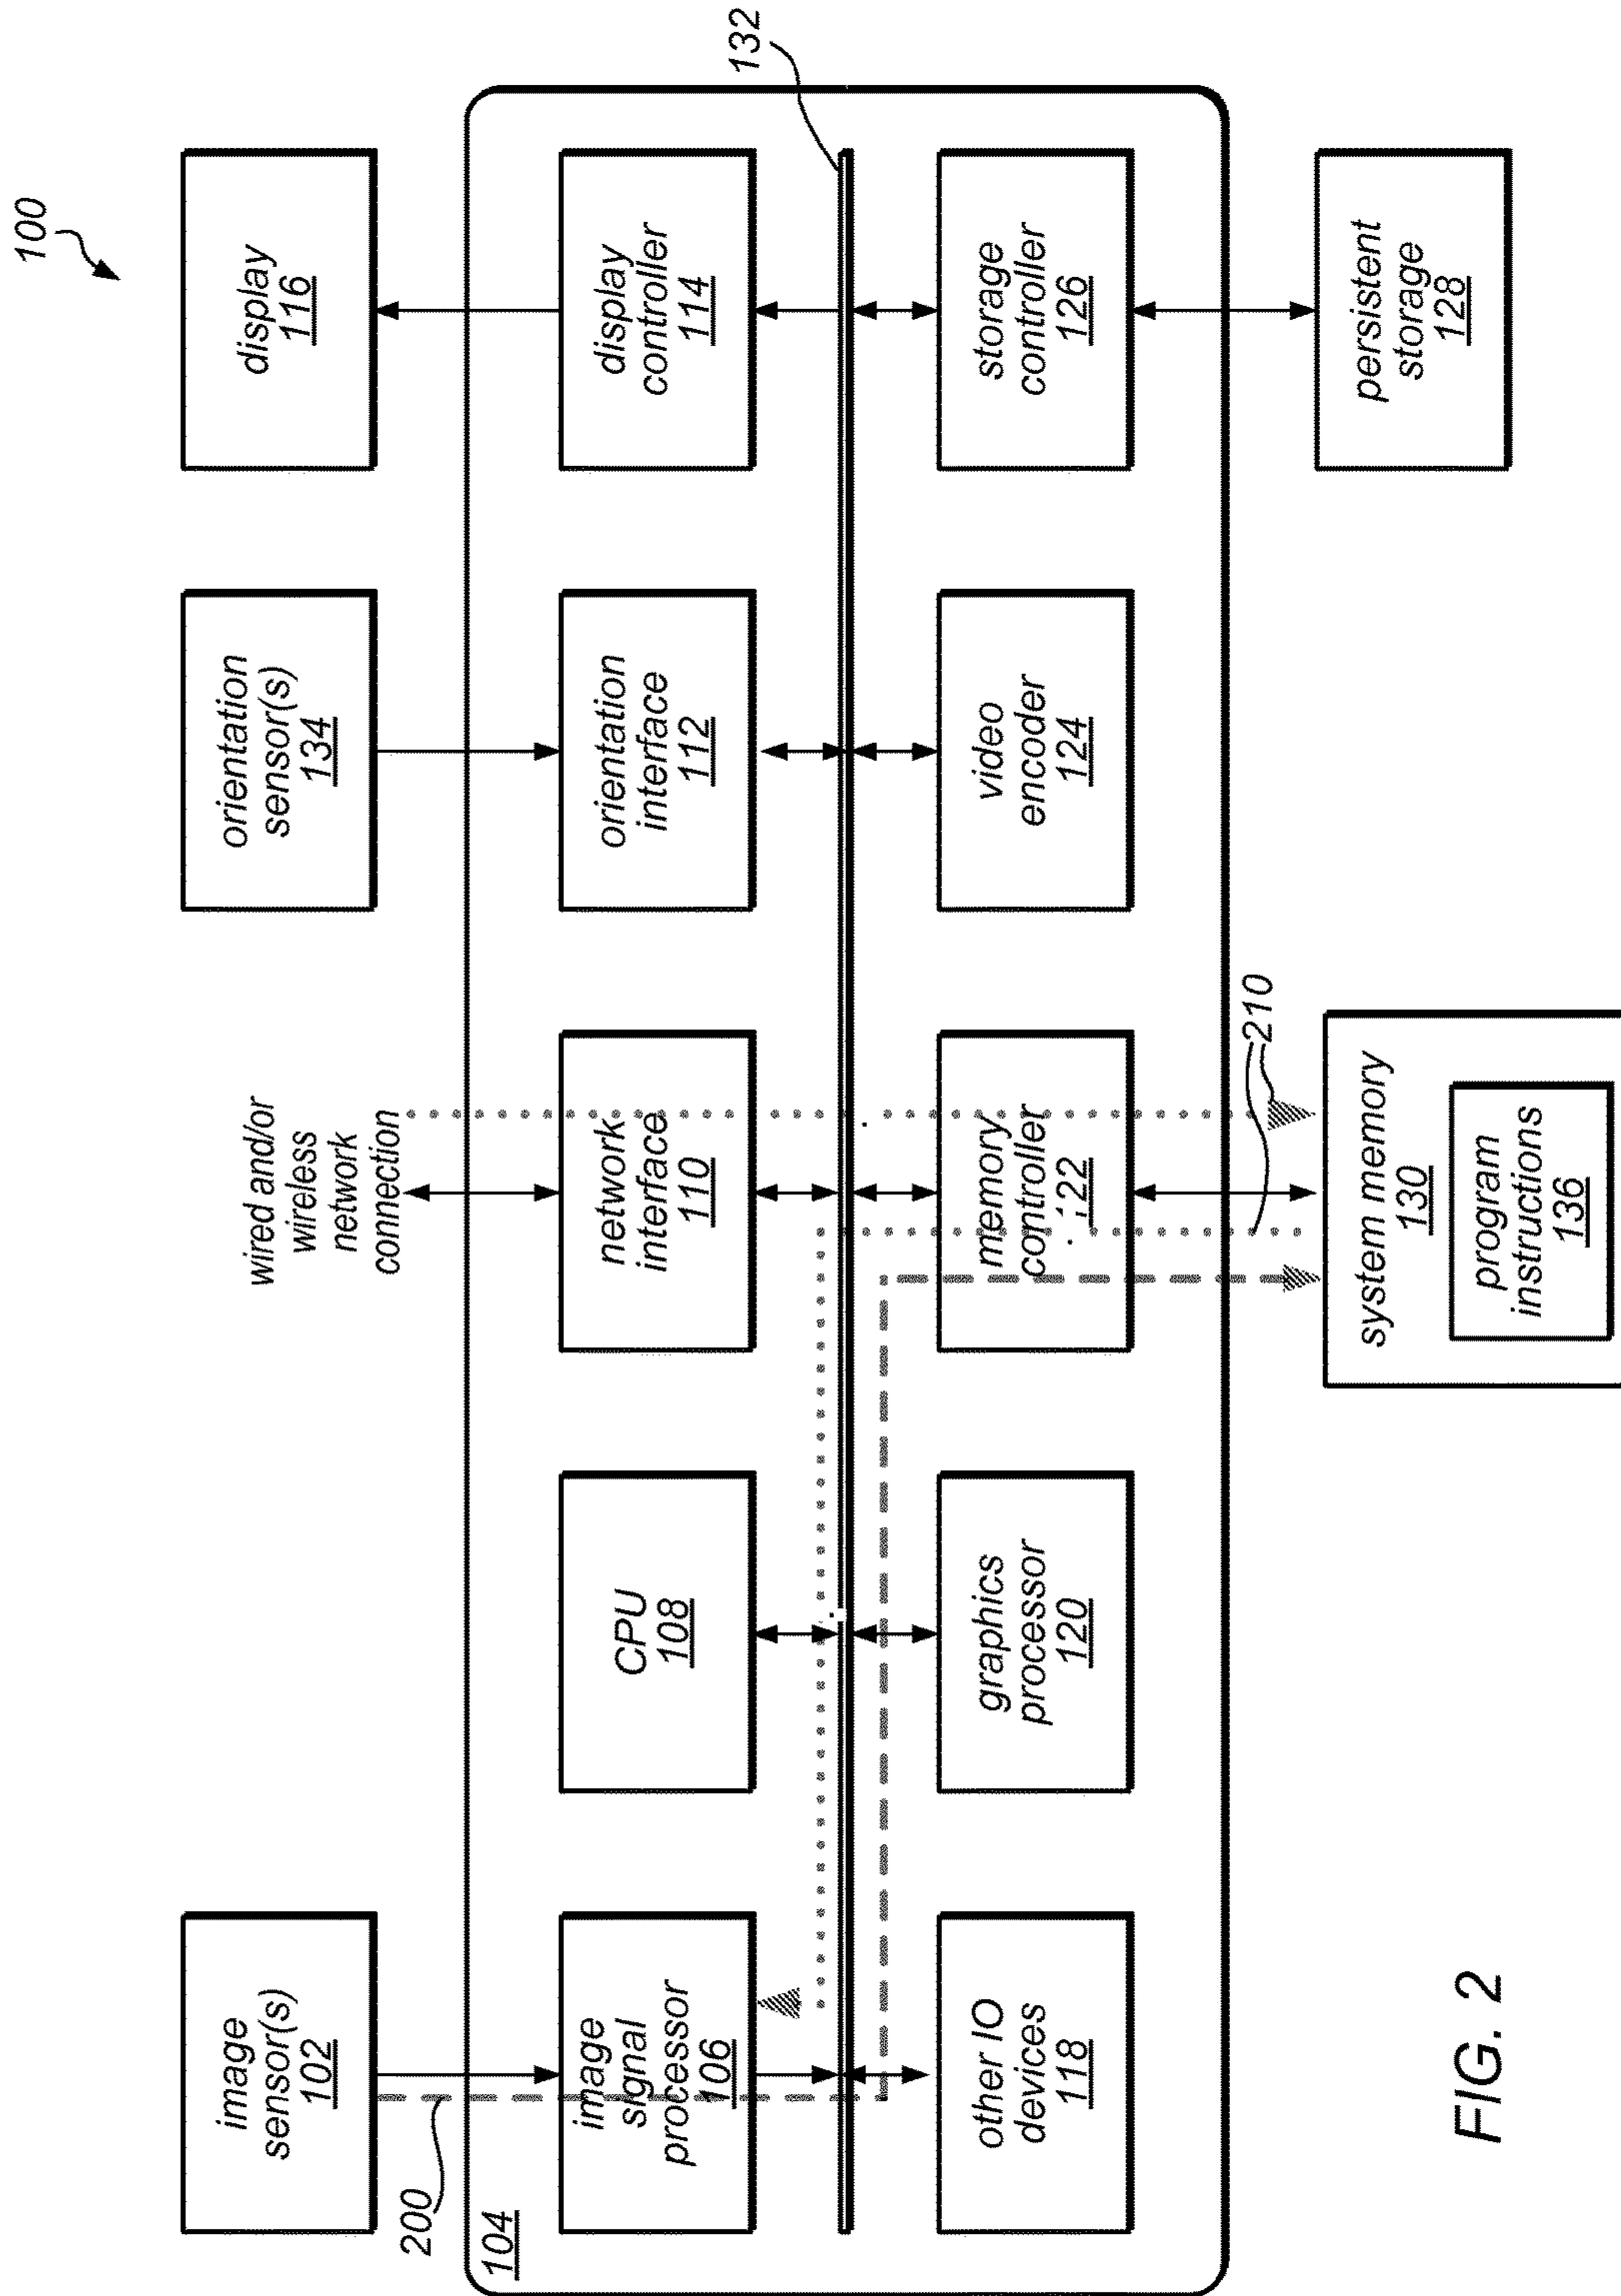 100
image
sensor(s)
102
orientation
sensor(s)
134
display
116
wired and/or
wireless
network
connection
200
104
image
signal
processor
106
CPU
108
network
interface
110
orientation
interface
112
display
controller
114
132
other IO
devices
118
graphics
processor
120
memory
controller
122
video
encoder
124
storage
controller
126
210
system memory
130
program
instructions
136
persistent
storage
128
FIG. 2